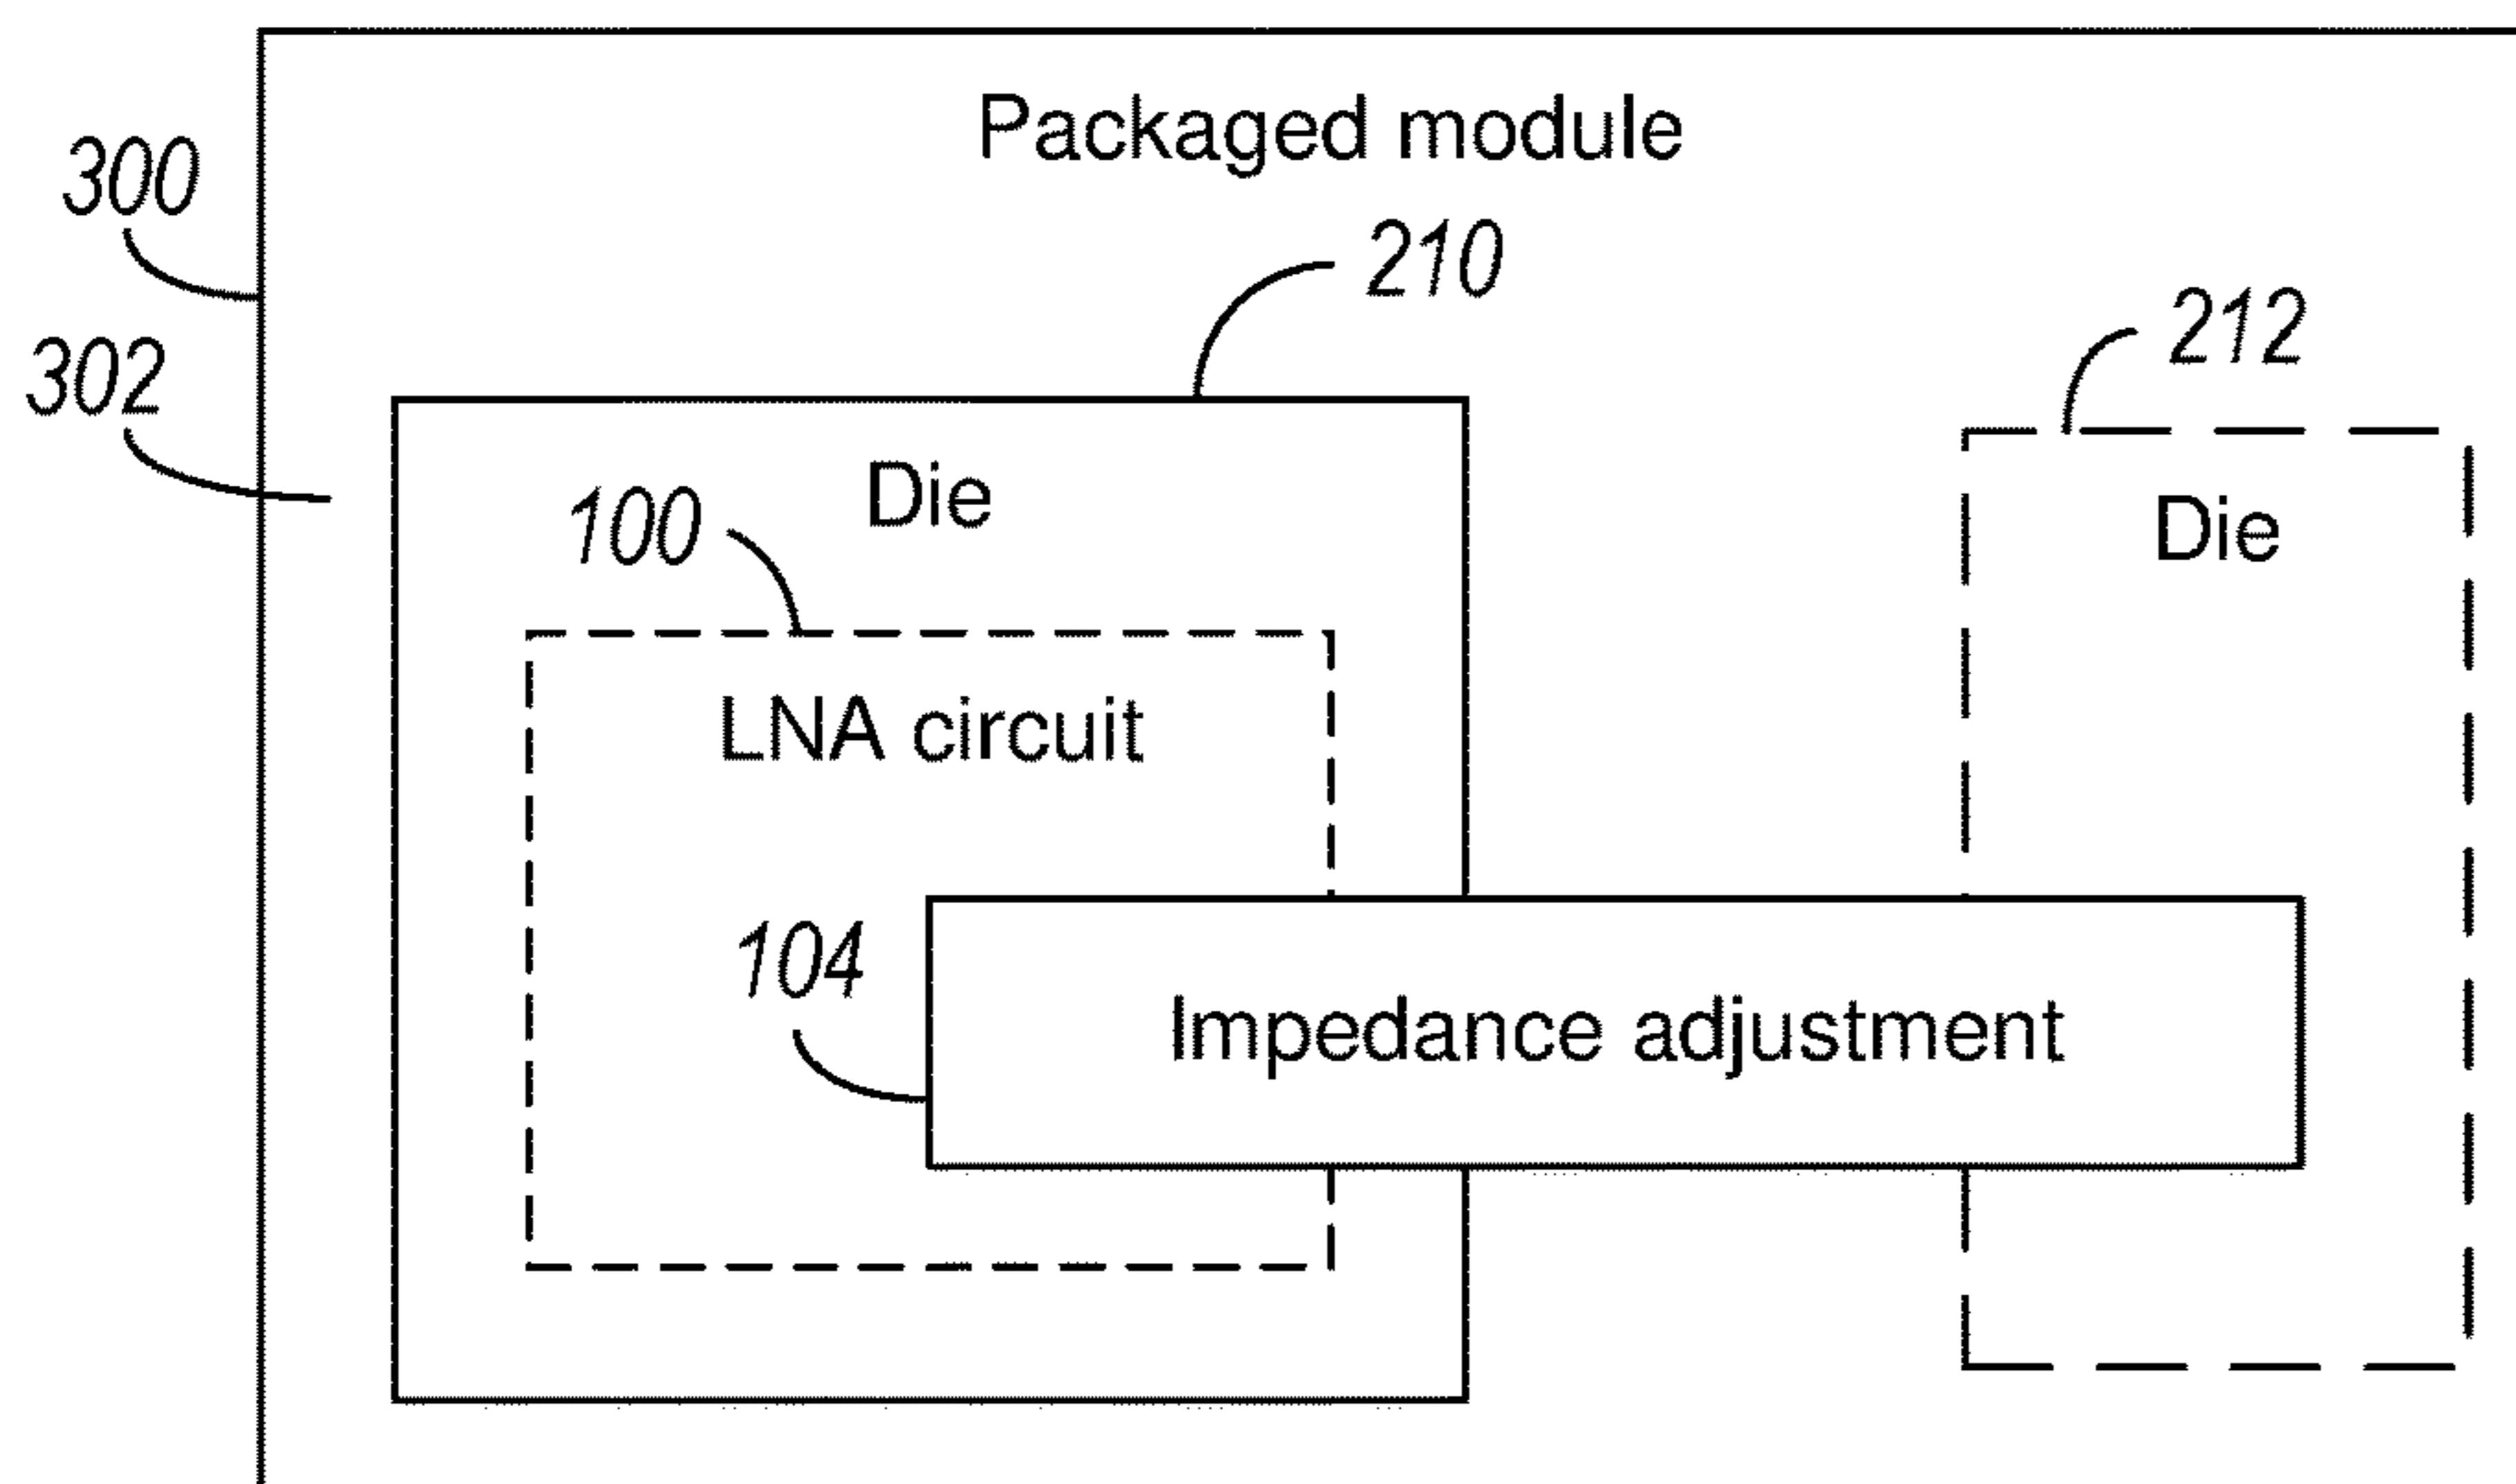 Packaged module
300
210
212
302
Die
Die
100
LNA circuit
104
Impedance adjustment